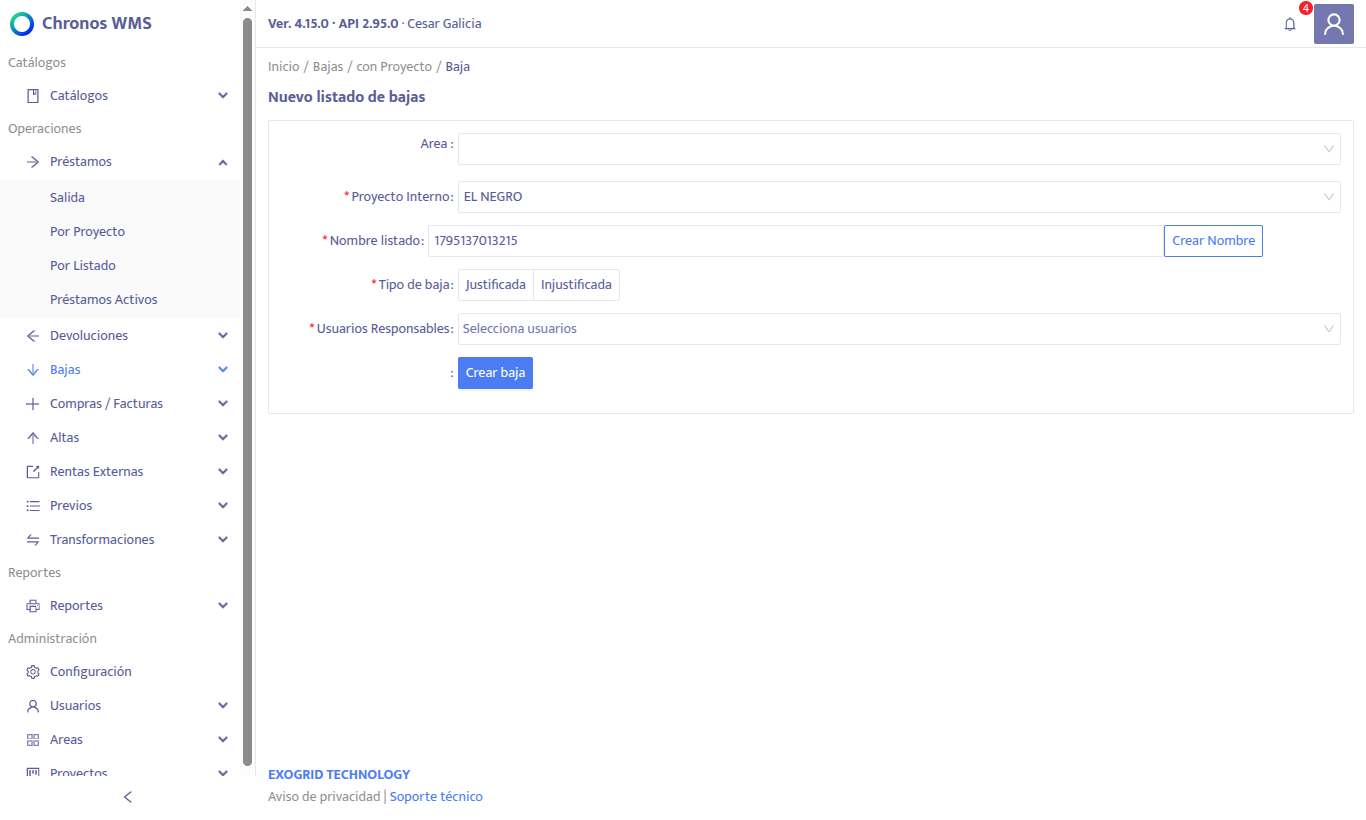 Chronos WMS
Catálogos
Catálogos
Operaciones
Préstamos
Salida
Por Proyecto
Por Listado
Préstamos Activos
Devoluciones
Bajas
Compras / Facturas
Altas
Rentas Externas
Previos
Transformaciones
Reportes
Reportes
Administración
Configuración
Usuarios
Areas
Proyectos
Ver. 4.15.0 · API 2.95.0 · Cesar Galicia
4
Inicio / Bajas / con Proyecto / Baja
Nuevo listado de bajas
Area :
* Proyecto Interno: EL NEGRO
* Nombre listado: 1795137013215 Crear Nombre
* Tipo de baja: Justificada Injustificada
* Usuarios Responsables: Selecciona usuarios
: Crear baja
EXOGRID TECHNOLOGY
Aviso de privacidad | Soporte técnico